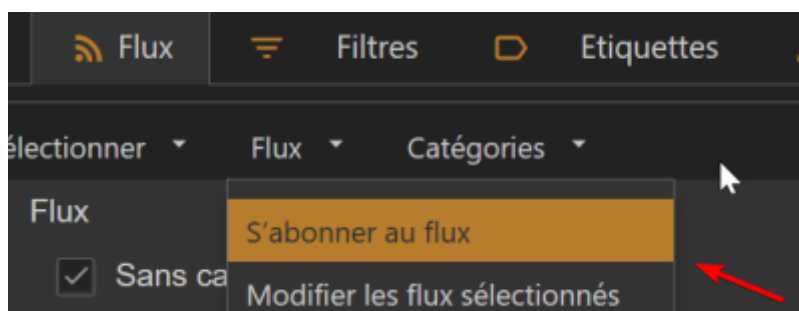 Flux Filtres Etiquettes
électionner Flux Catégories
Flux
S'abonner au flux
Sans ca
Modifier les flux sélectionnés